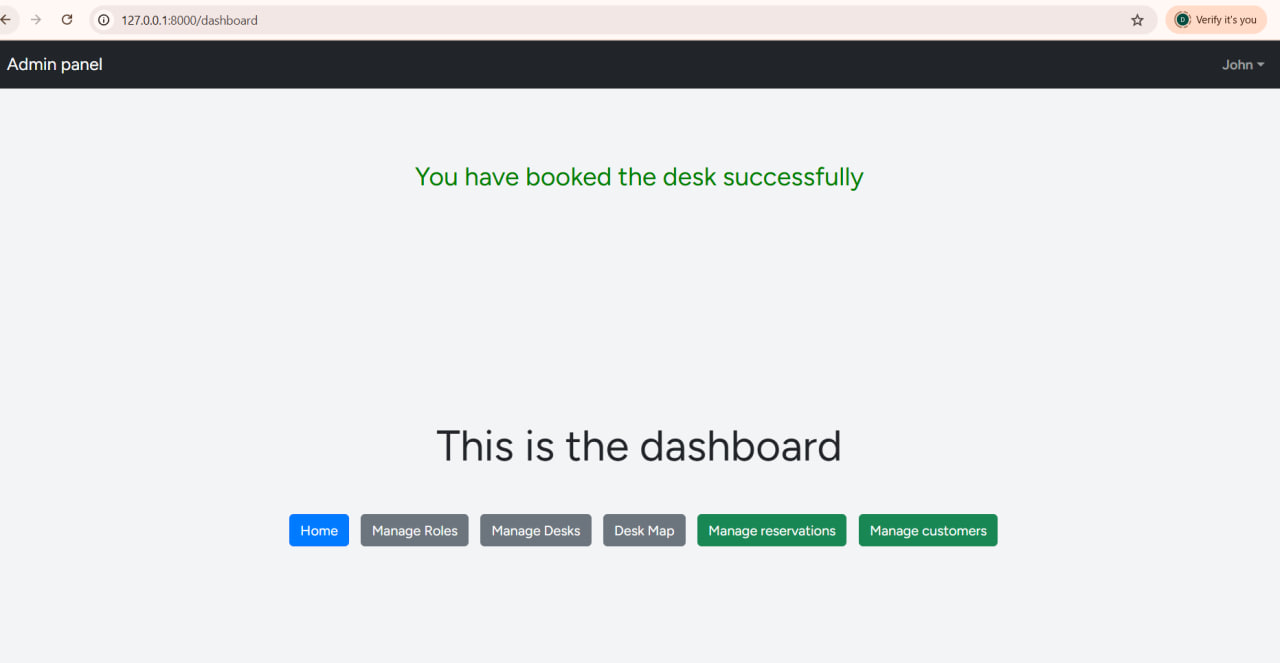 127.0.0.1:8000/dashboard
D Verify it's you
Admin panel
John
You have booked the desk successfully
This is the dashboard
Home Manage Roles Manage Desks Desk Map Manage reservations Manage customers